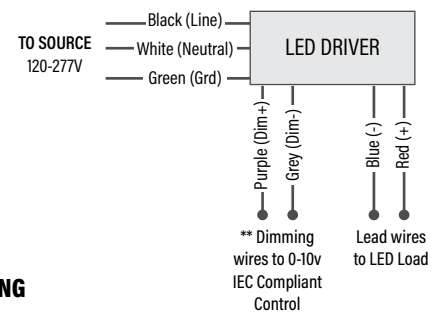 Black (Line)
TO SOURCE
120-277V
White (Neutral)
Green (Grd)
LED DRIVER
Purple (Dim+)
Grey (Dim-)
Blue (-)
Red (+)
** Dimming
wires to 0-10v
IEC Compliant
Control
Lead wires
to LED Load
NG